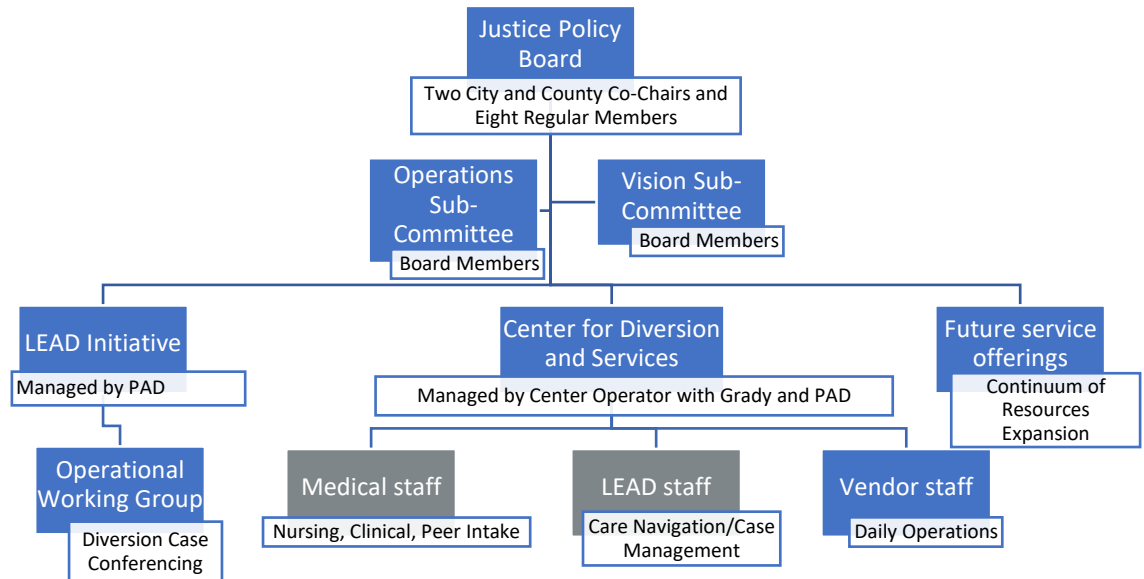 Justice Policy
Board
Two City and County Co-Chairs and
Eight Regular Members
Operations
Sub-
Committee
Board Members
Vision Sub-
Committee
Board Members
LEAD Initiative
Managed by PAD
Center for Diversion
and Services
Managed by Center Operator with Grady and PAD
Future service
offerings
Continuum of
Resources
Expansion
Operational
Working Group
Diversion Case
Conferencing
Medical staff
Nursing, Clinical, Peer Intake
LEAD staff
Care Navigation/Case
Management
Vendor staff
Daily Operations